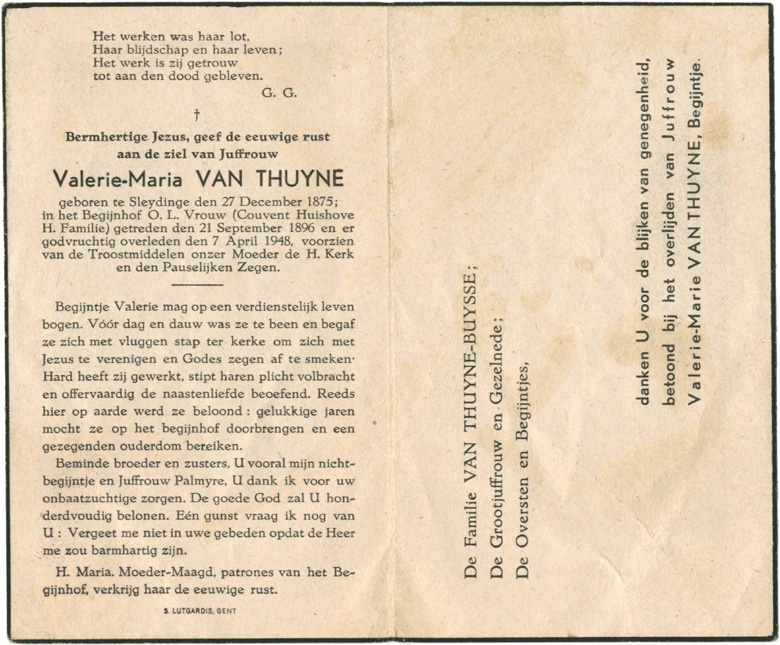 Het werken was haar lot,
Haar blijdschap en haar leven;
Het werk is zij getrouw
tot aan den dood gebleven.
G. G.
†
Bermhertige Jezus, geef de eeuwige rust
aan de ziel van Juffrouw
Valerie-Maria VAN THUYNE
geboren te Sleydinge den 27 December 1875;
in het Begijnhof O. L. Vrouw (Couvent Huishove
H. Familie) getreden den 21 September 1896 en er
godvruchtig overleden den 7 April 1948, voorzien
van de Troostmiddelen onzer Moeder de H. Kerk
en den Pauselijken Zegen.
Begijntje Valerie mag op een verdienstelijk leven
bogen. Vóór dag en dauw was ze te been en begaf
ze zich met vluggen stap ter kerke om zich met
Jezus te verenigen en Godes zegen af te smeken.
Hard heeft zij gewerkt, stipt haren plicht volbracht
en offervaardig de naastenliefde beoefend. Reeds
hier op aarde werd ze beloond : gelukkige jaren
mocht ze op het begijnhof doorbrengen en een
gezegenden ouderdom bereiken.
Beminde broeder en zusters, U vooral mijn nicht-
begijntje en Juffrouw Palmyre, U dank ik voor uw
onbaatzuchtige zorgen. De goede God zal U hon-
derdvoudig belonen. Eén gunst vraag ik nog van
U : Vergeet me niet in uwe gebeden opdat de Heer
me zou barmhartig zijn.
H. Maria. Moeder-Maagd, patrones van het Be-
gijnhof, verkrijg haar de eeuwige rust.
S. LUTGARDIS, GENT
De Familie VAN THUYNE-BUYSSE;
De Grootjuffrouw en Gezelnede;
De Oversten en Begijntjes,
danken U voor de blijken van genegenheid,
betoond bij het overlijden van Juffrouw
Valerie-Marie VAN THUYNE, Begijntje.